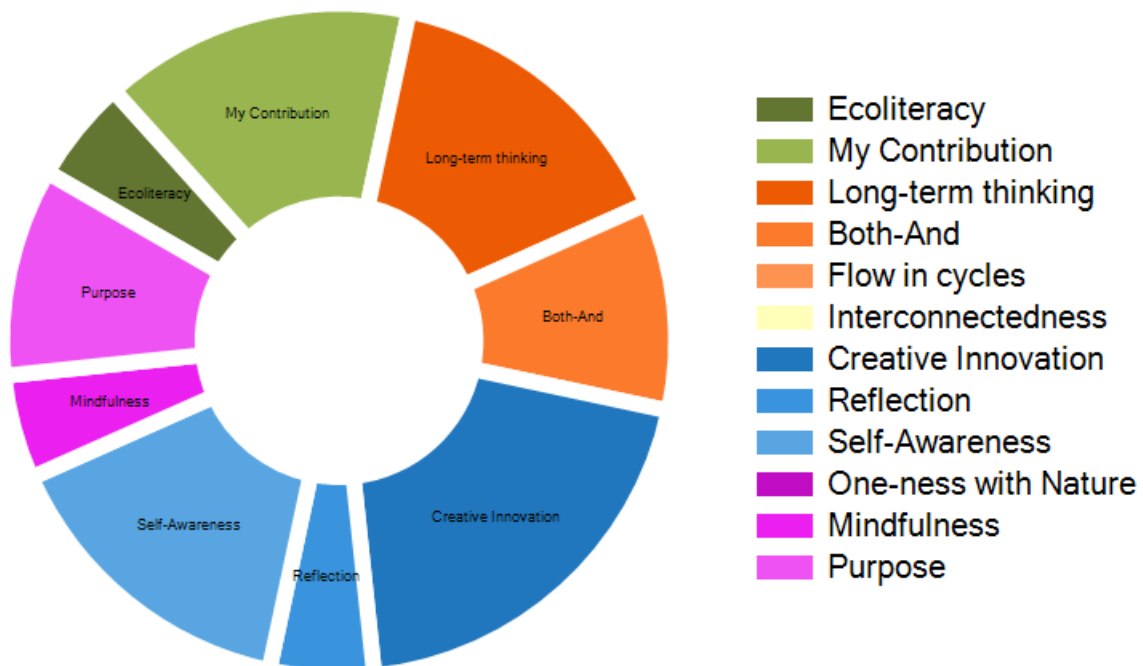 My Contribution
Long-term thinking
Ecoliteracy
Purpose
Both-And
Mindfulness
Self-Awareness
Creative Innovation
Reflection
Ecoliteracy
My Contribution
Long-term thinking
Both-And
Flow in cycles
Interconnectedness
Creative Innovation
Reflection
Self-Awareness
One-ness with Nature
Mindfulness
Purpose